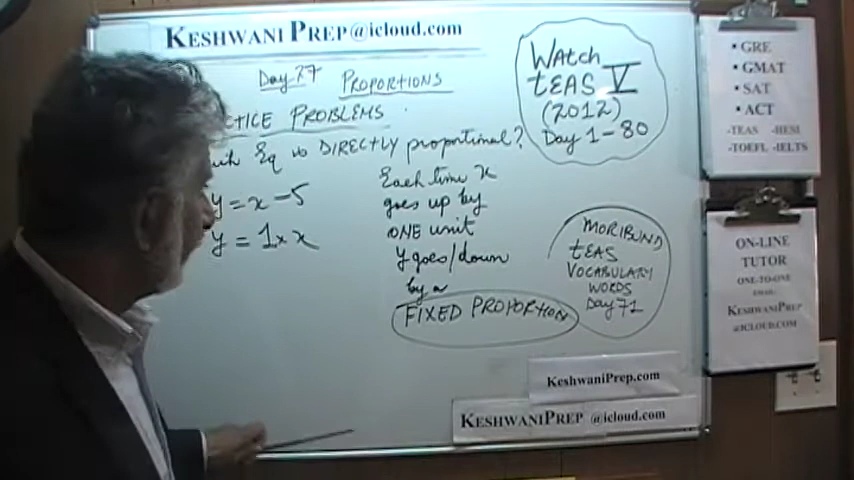 KESHWANI PREP@icloud.com
Day 27 PROPORTIONS
PROBLEMS
Eq is DIRECTLY proportional?
y = x - 5
y = 1 x x
Each time x
goes up by
ONE unit
y goes/down
by a
FIXED PROPORTION
WAtch
tEAS V
(2012)
Day 1-80
MORIBUND
tEAS
VOCABULARY
WORDS
Day 71
KESHWANIPREP.com
KESHWANIPREP @icloud.com
• GRE
• GMAT
• SAT
• ACT
-TEAS -HESI
-TOEFL -IELTS
ON-LINE
TUTOR
ONE-TO-ONE
EMAIL:
KESHWANIPREP
@ICLOUD.COM